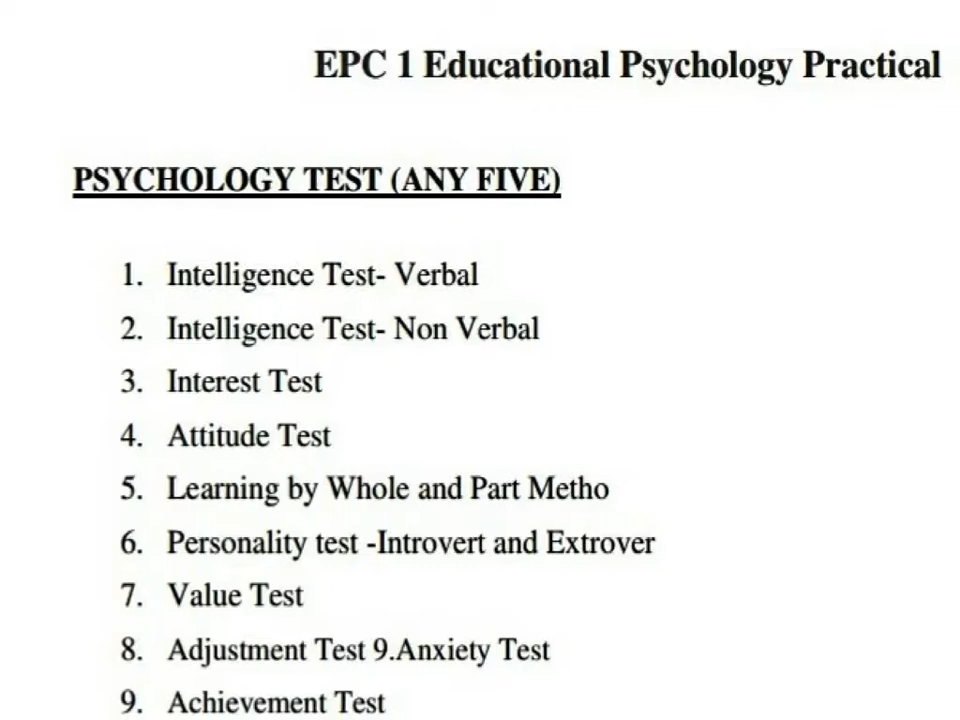 EPC 1 Educational Psychology Practical
PSYCHOLOGY TEST (ANY FIVE)
1. Intelligence Test- Verbal
2. Intelligence Test- Non Verbal
3. Interest Test
4. Attitude Test
5. Learning by Whole and Part Metho
6. Personality test -Introvert and Extrover
7. Value Test
8. Adjustment Test 9.Anxiety Test
9. Achievement Test